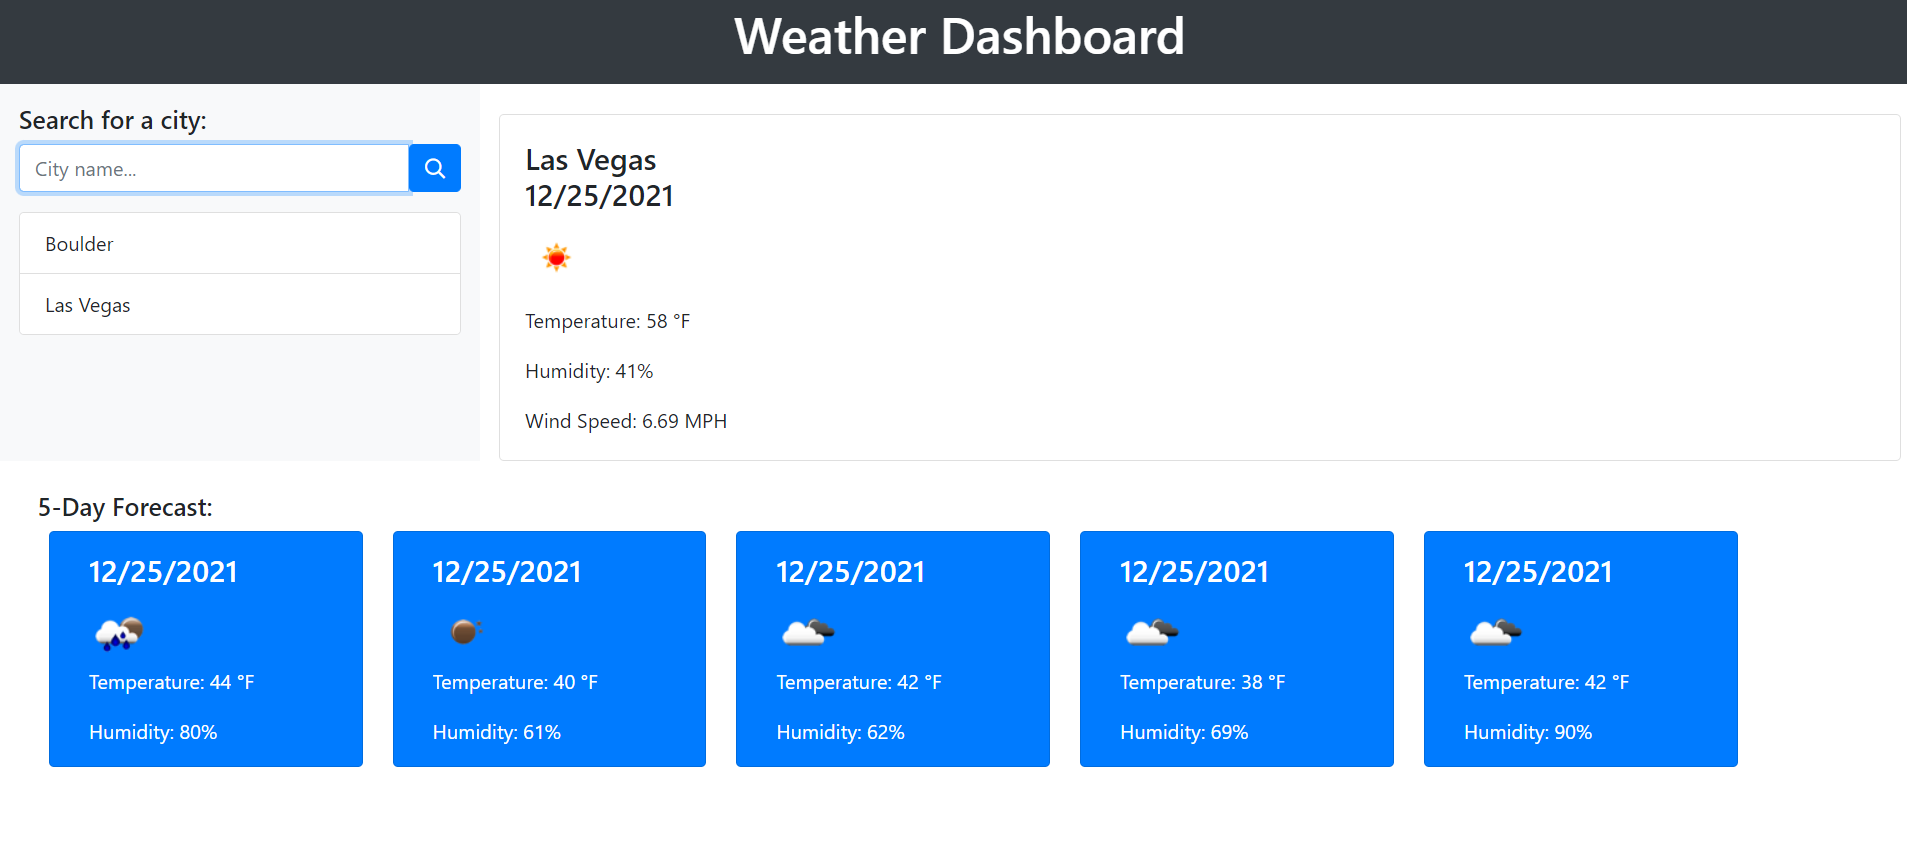 Weather Dashboard
Search for a city:
City name...
Boulder
Las Vegas
Las Vegas
12/25/2021
Temperature: 58 °F
Humidity: 41%
Wind Speed: 6.69 MPH
5-Day Forecast:
12/25/2021
Temperature: 44 °F
Humidity: 80%
12/25/2021
Temperature: 40 °F
Humidity: 61%
12/25/2021
Temperature: 42 °F
Humidity: 62%
12/25/2021
Temperature: 38 °F
Humidity: 69%
12/25/2021
Temperature: 42 °F
Humidity: 90%